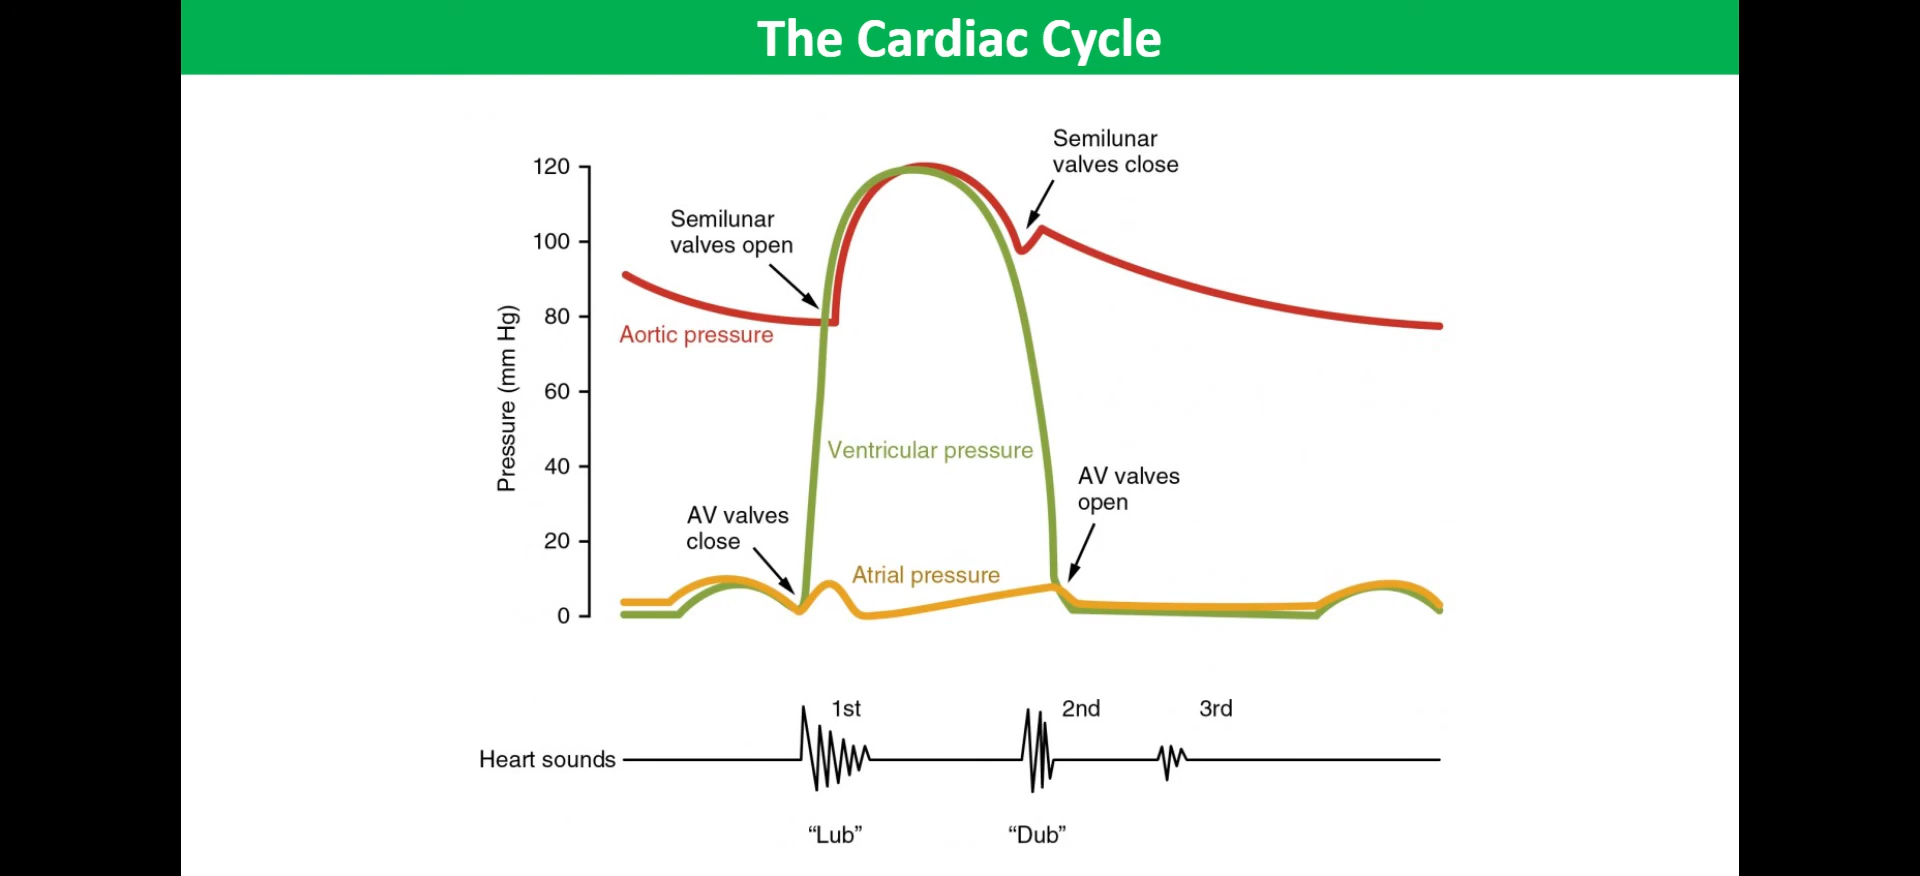 The Cardiac Cycle
Semilunar
valves close
120
Semilunar
valves open
100
80
Aortic pressure
Pressure (mm Hg)
60
Ventricular pressure
40
AV valves
open
AV valves
close
20
Atrial pressure
0
1st
2nd
3rd
Heart sounds
“Lub”
“Dub”